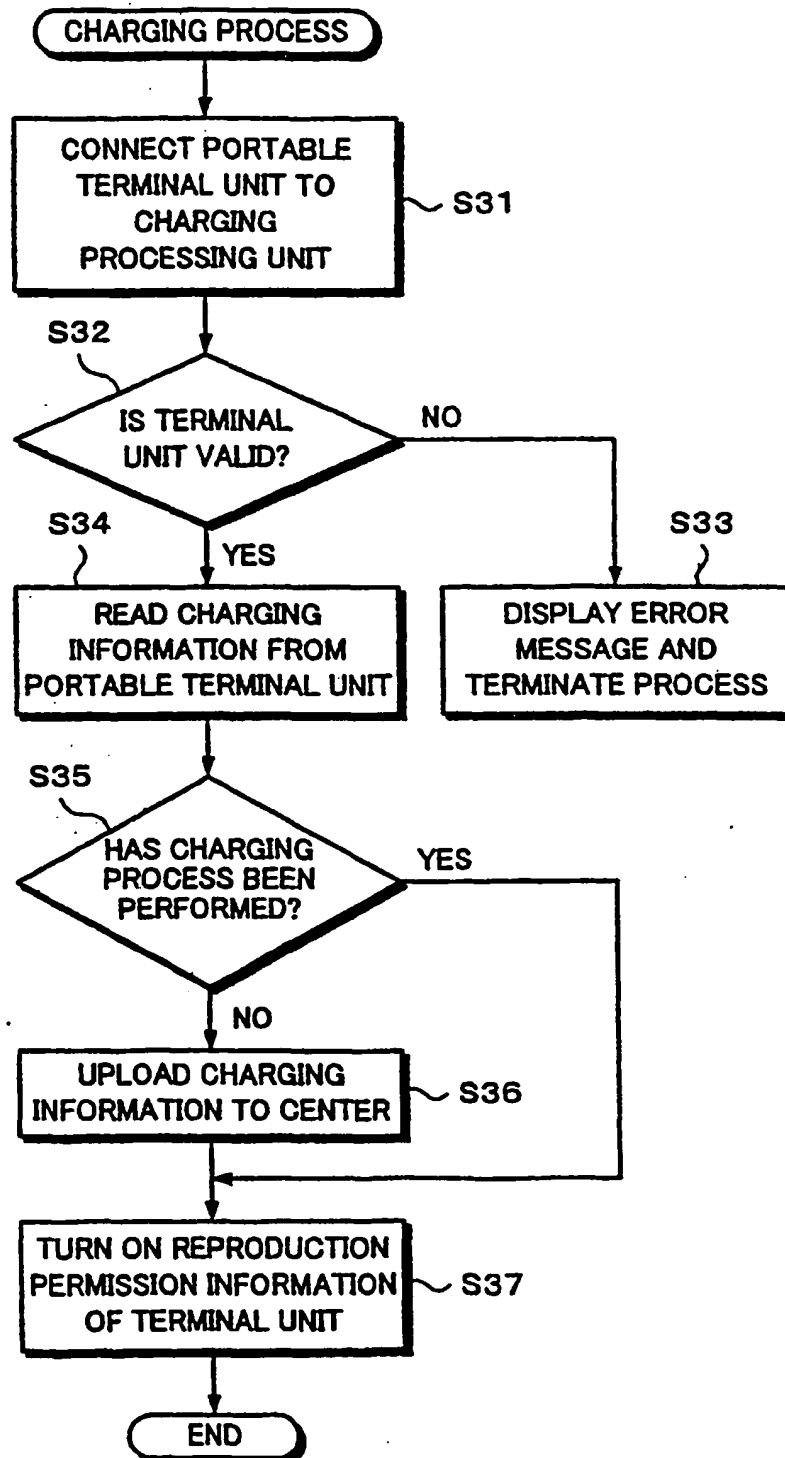 CHARGING PROCESS
CONNECT PORTABLE
TERMINAL UNIT TO
CHARGING
PROCESSING UNIT
S31
S32
IS TERMINAL
UNIT VALID?
NO
YES
S34
READ CHARGING
INFORMATION FROM
PORTABLE TERMINAL UNIT
S33
DISPLAY ERROR
MESSAGE AND
TERMINATE PROCESS
S35
HAS CHARGING
PROCESS BEEN
PERFORMED?
YES
NO
UPLOAD CHARGING
INFORMATION TO CENTER
S36
TURN ON REPRODUCTION
PERMISSION INFORMATION
OF TERMINAL UNIT
S37
END